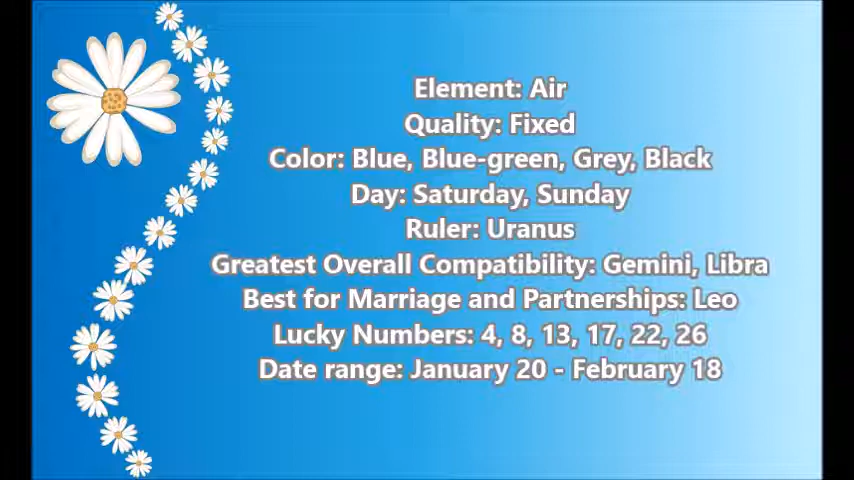 Element: Air
Quality: Fixed
Color: Blue, Blue-green, Grey, Black
Day: Saturday, Sunday
Ruler: Uranus
Greatest Overall Compatibility: Gemini, Libra
Best for Marriage and Partnerships: Leo
Lucky Numbers: 4, 8, 13, 17, 22, 26
Date range: January 20 - February 18